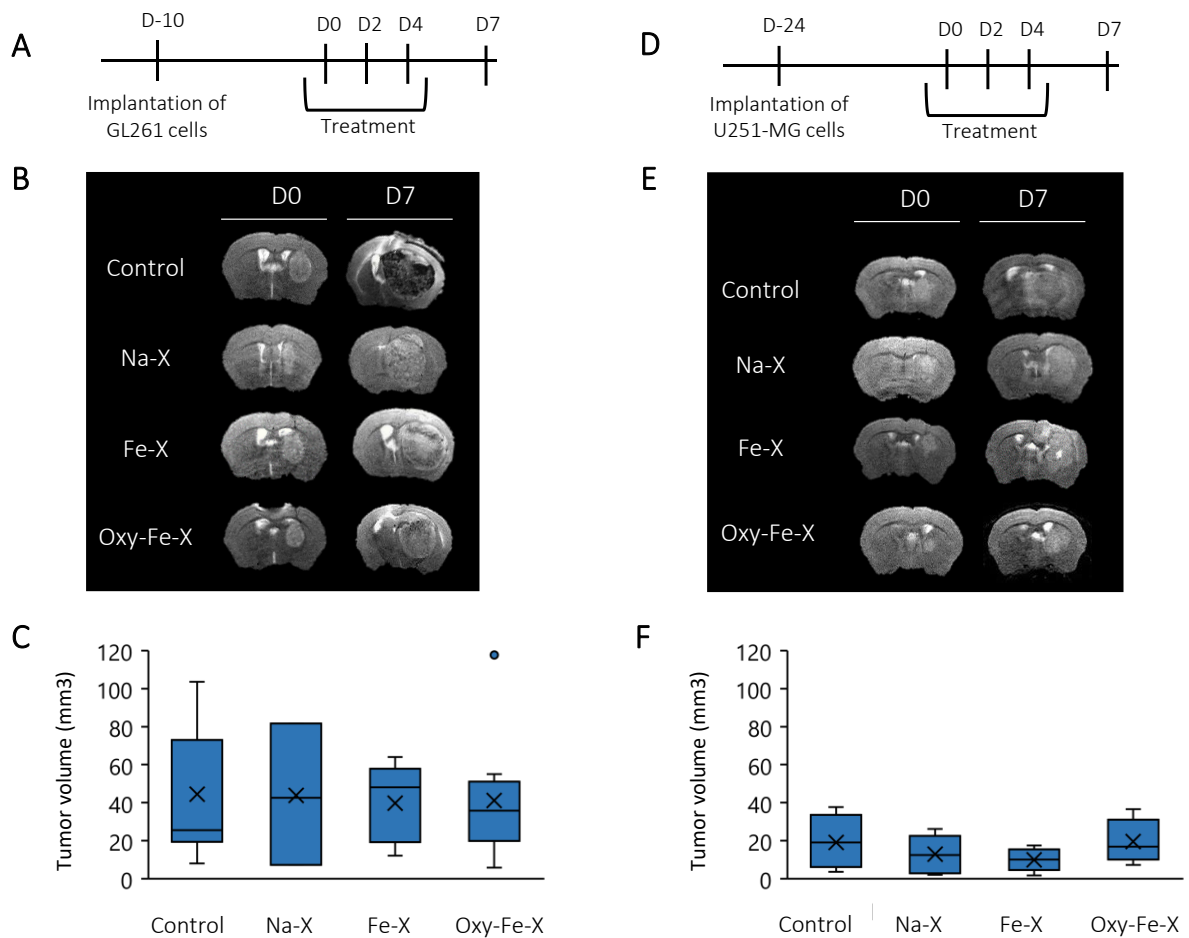 A
D-10
D0
D2
D4
D7
Implantation of
GL261 cells
Treatment
B
D0
D7
Control
Na-X
Fe-X
Oxy-Fe-X
C
Tumor volume (mm3)
120
100
80
60
40
20
0
Control
Na-X
Fe-X
Oxy-Fe-X
D
D-24
D0
D2
D4
D7
Implantation of
U251-MG cells
Treatment
E
D0
D7
Control
Na-X
Fe-X
Oxy-Fe-X
F
Tumor volume (mm3)
120
100
80
60
40
20
0
Control
Na-X
Fe-X
Oxy-Fe-X